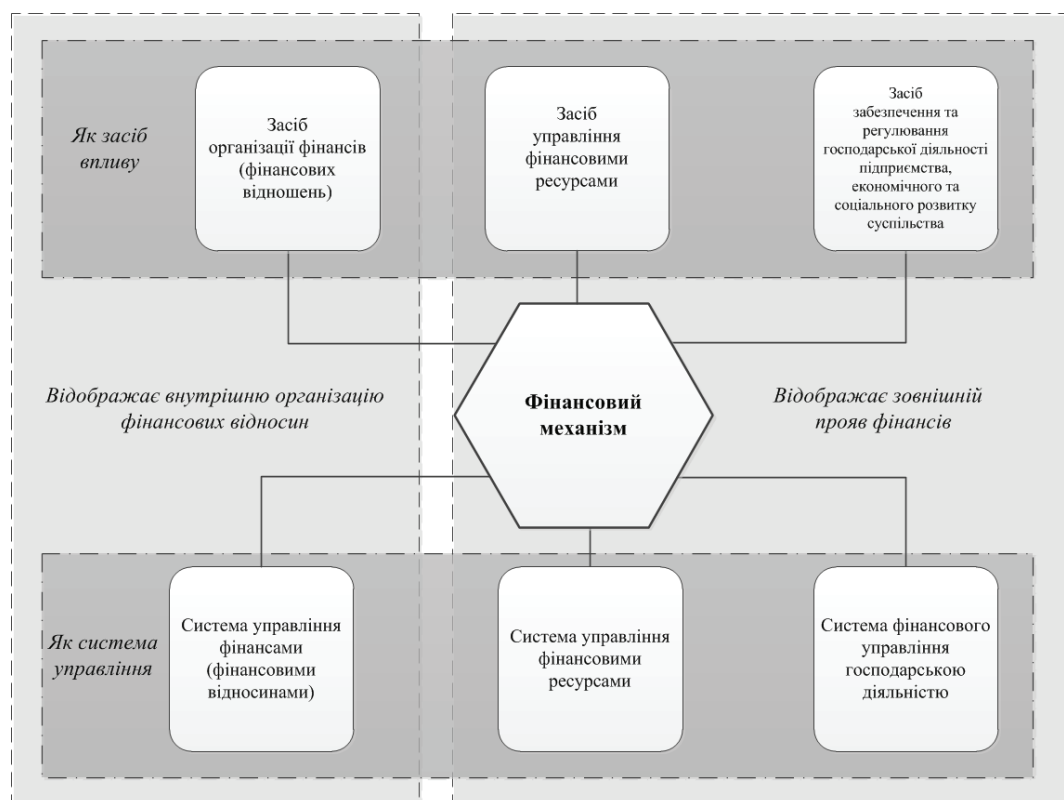 Як засіб
впливу
Засіб
організації фінансів
(фінансових
відношень)
Засіб
управління
фінансовими
ресурсами
Засіб
забезпечення та
регулювання
господарської діяльності
підприємства,
економічного та
соціального розвитку
суспільства
Відображає внутрішню організацію
фінансових відносин
Фінансовий
механізм
Відображає зовнішній
прояв фінансів
Як система
управління
Система управління
фінансами
(фінансовими
відносинами)
Система управління
фінансовими
ресурсами
Система фінансового
управління
господарською
діяльністю